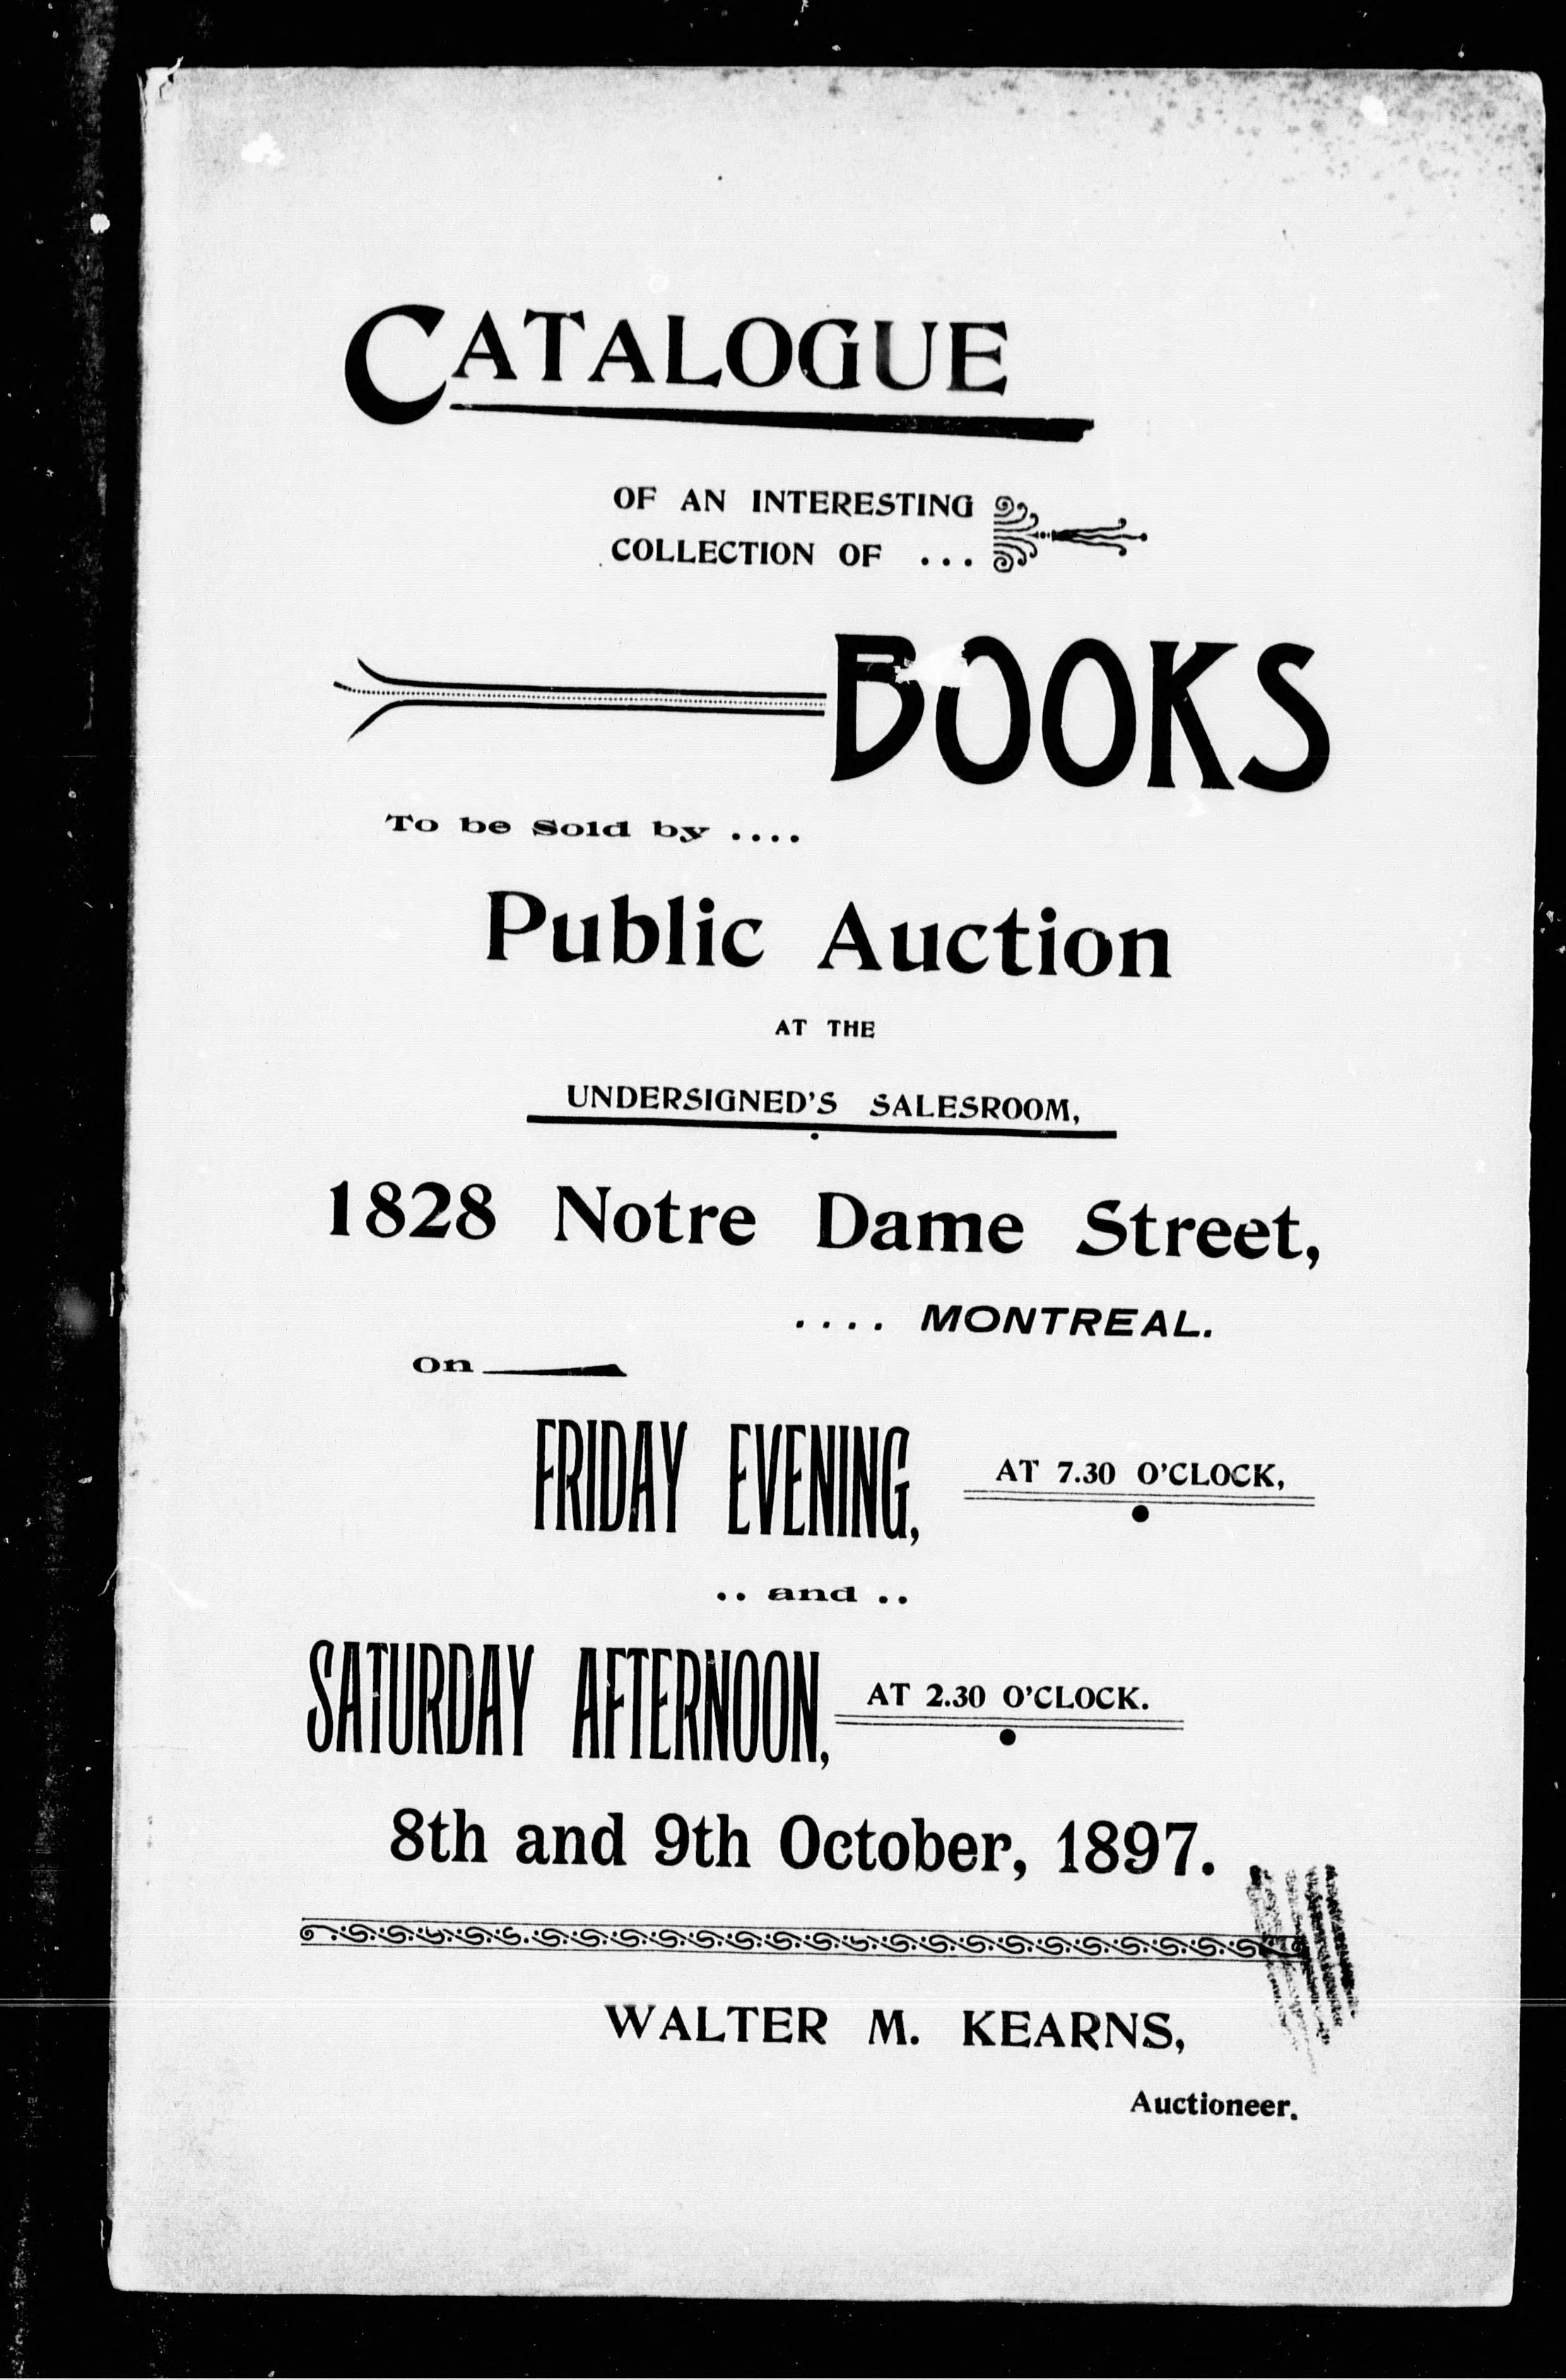 CATALOGUE
OF AN INTERESTING
COLLECTION OF ...
BOOKS
To be Sold by ....
Public Auction
AT THE
UNDERSIGNED'S SALESROOM,
1828 Notre Dame Street,
.... MONTREAL.
On
FRIDAY EVENING, AT 7.30 O'CLOCK,
.. and ..
SATURDAY AFTERNOON, AT 2.30 O'CLOCK.
8th and 9th October, 1897.
WALTER M. KEARNS,
Auctioneer.